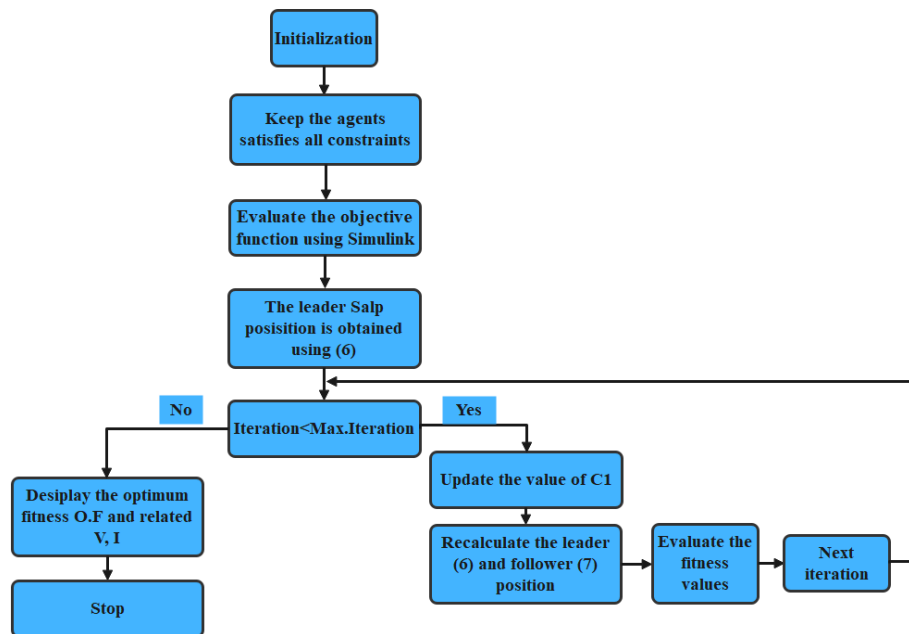 Initialization
Keep the agents
satisfies all constraints
Evaluate the objective
function using Simulink
The leader Salp
posisition is obtained
using (6)
No
Iteration<Max.Iteration
Yes
Desiplay the optimum
fitness O.F and related
V, I
Stop
Update the value of C1
Recalculate the leader
(6) and follower (7)
position
Evaluate the
fitness
values
Next
iteration